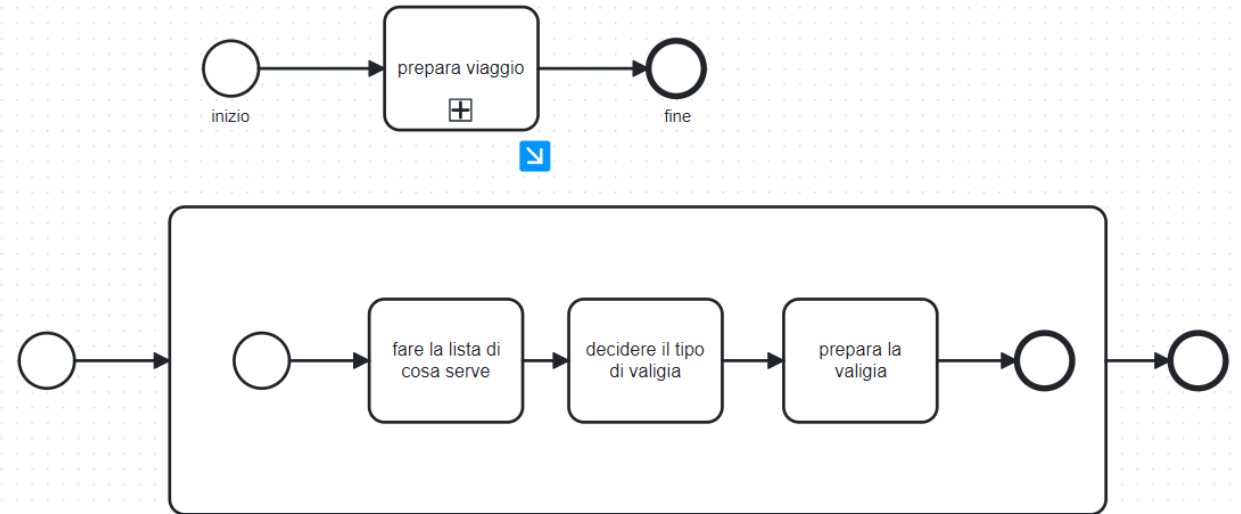 prepara viaggio
inizio
fine
fare la lista di
cosa serve
decidere il tipo
di valigia
prepara la
valigia